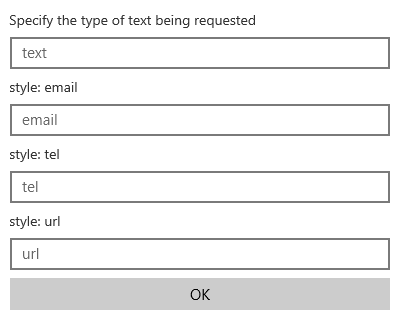 Specify the type of text being requested
text
style: email
email
style: tel
tel
style: url
url
OK